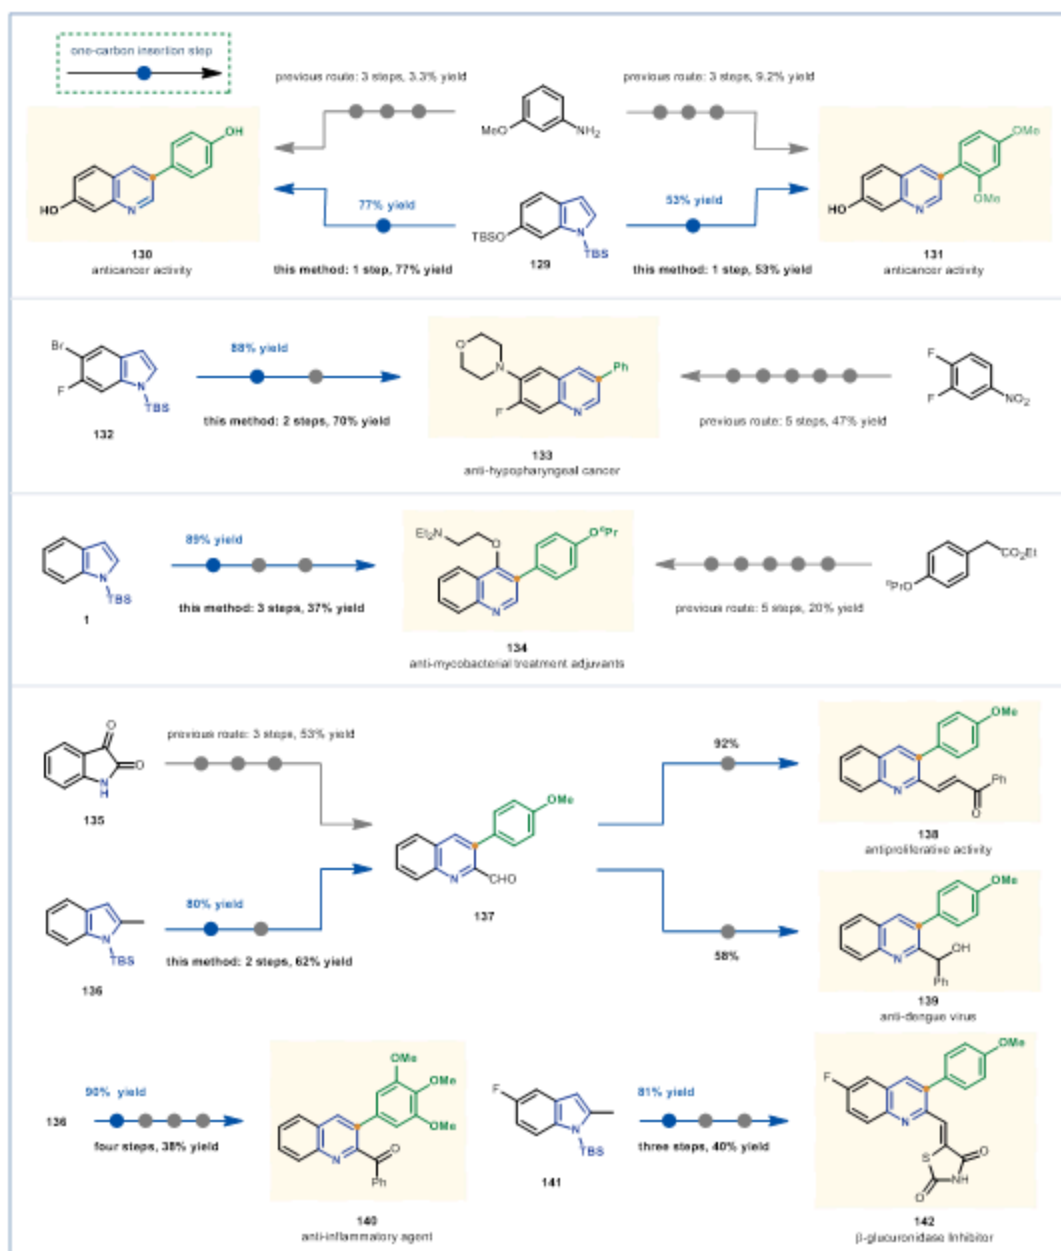 one-carbon insertion step
previous route: 3 steps, 3.3% yield
previous route: 3 steps, 9.2% yield
MeO
NH2
OH
HO
N
130
anticancer activity
77% yield
this method: 1 step, 77% yield
TBSO
N
TBS
129
53% yield
this method: 1 step, 53% yield
OMe
OMe
HO
N
131
anticancer activity
Br
F
N
TBS
132
88% yield
this method: 2 steps, 70% yield
O
N
F
N
Ph
133
anti-hypopharyngeal cancer
previous route: 5 steps, 47% yield
F
F
NO2
N
TBS
1
89% yield
this method: 3 steps, 37% yield
Et2N
O
OnPr
N
134
anti-mycobacterial treatment adjuvants
previous route: 5 steps, 20% yield
CO2Et
nPrO
O
O
N
H
135
previous route: 3 steps, 53% yield
N
TBS
136
80% yield
this method: 2 steps, 62% yield
OMe
N
CHO
137
92%
58%
OMe
N
Ph
O
138
antiproliferative activity
OMe
N
OH
Ph
139
anti-dengue virus
136
90% yield
four steps, 38% yield
OMe
OMe
OMe
N
O
Ph
140
anti-inflammatory agent
F
N
TBS
141
81% yield
three steps, 40% yield
F
OMe
N
S
O
NH
O
142
β-glucuronidase Inhibitor